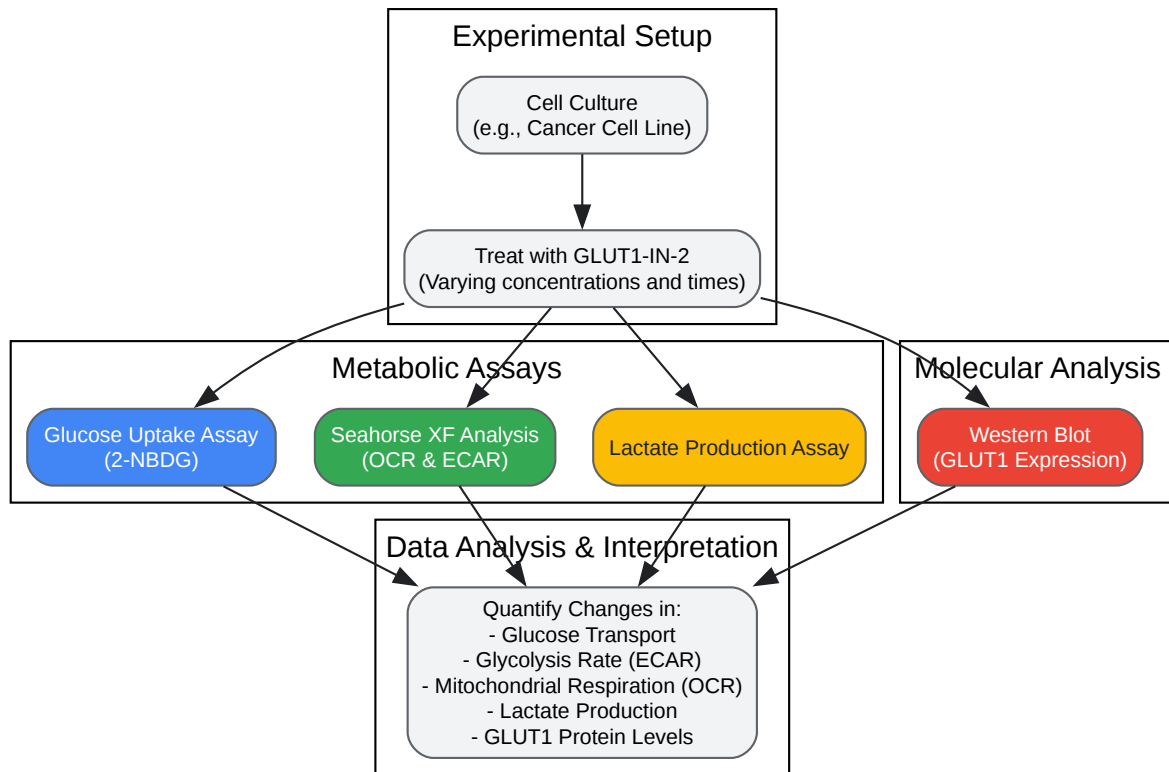 Experimental Setup
Cell Culture
(e.g., Cancer Cell Line)
Treat with GLUT1-IN-2
(Varying concentrations and times)
Metabolic Assays
Molecular Analysis
Glucose Uptake Assay
(2-NBDG)
Seahorse XF Analysis
(OCR & ECAR)
Lactate Production Assay
Western Blot
(GLUT1 Expression)
Data Analysis & Interpretation
Quantify Changes in:
- Glucose Transport
- Glycolysis Rate (ECAR)
- Mitochondrial Respiration (OCR)
- Lactate Production
- GLUT1 Protein Levels